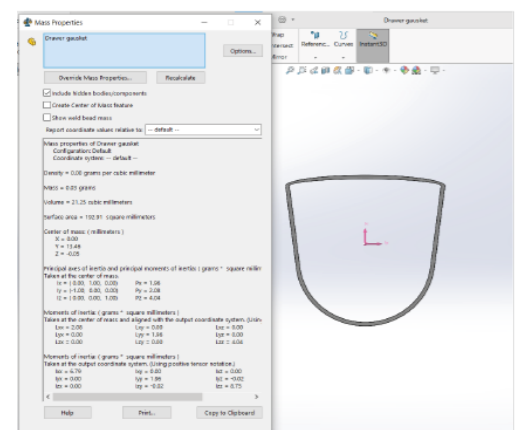 Mass Properties
Drawer gausket
Options...
Override Mass Properties...
Recalculate
Include hidden bodies/components
Create Center of Mass feature
Show weld bead mass
Report coordinate values relative to: -- default --
Mass properties of Drawer gausket
Configuration: Default
Coordinate system: -- default --
Density = 0.00 grams per cubic millimeter
Mass = 0.03 grams
Volume = 21.25 cubic millimeters
Surface area = 192.91 square millimeters
Center of mass: ( millimeters )
X = 0.00
Y = 13.48
Z = -0.05
Principal axes of inertia and principal moments of inertia: ( grams * square millim
Taken at the center of mass.
Ix = ( 0.00, 1.00, 0.00) Px = 1.96
Iy = (-1.00, 0.00, 0.00) Py = 2.08
Iz = ( 0.00, 0.00, 1.00) Pz = 4.04
Moments of inertia: ( grams * square millimeters )
Taken at the center of mass and aligned with the output coordinate system. (Usin
Lxx = 2.08 Lxy = 0.00 Lxz = 0.00
Lyx = 0.00 Lyy = 1.96 Lyz = 0.00
Lzx = 0.00 Lzy = 0.00 Lzz = 4.04
Moments of inertia: ( grams * square millimeters )
Taken at the output coordinate system. (Using positive tensor notation.)
Ixx = 6.79 Ixy = 0.00 Ixz = 0.00
Iyx = 0.00 Iyy = 1.96 Iyz = -0.02
Izx = 0.00 Izy = -0.02 Izz = 8.75
Help
Print...
Copy to Clipboard
Drawer gausket
Wrap
Intersect
Mirror
Referenc...
Curves
Instant3D